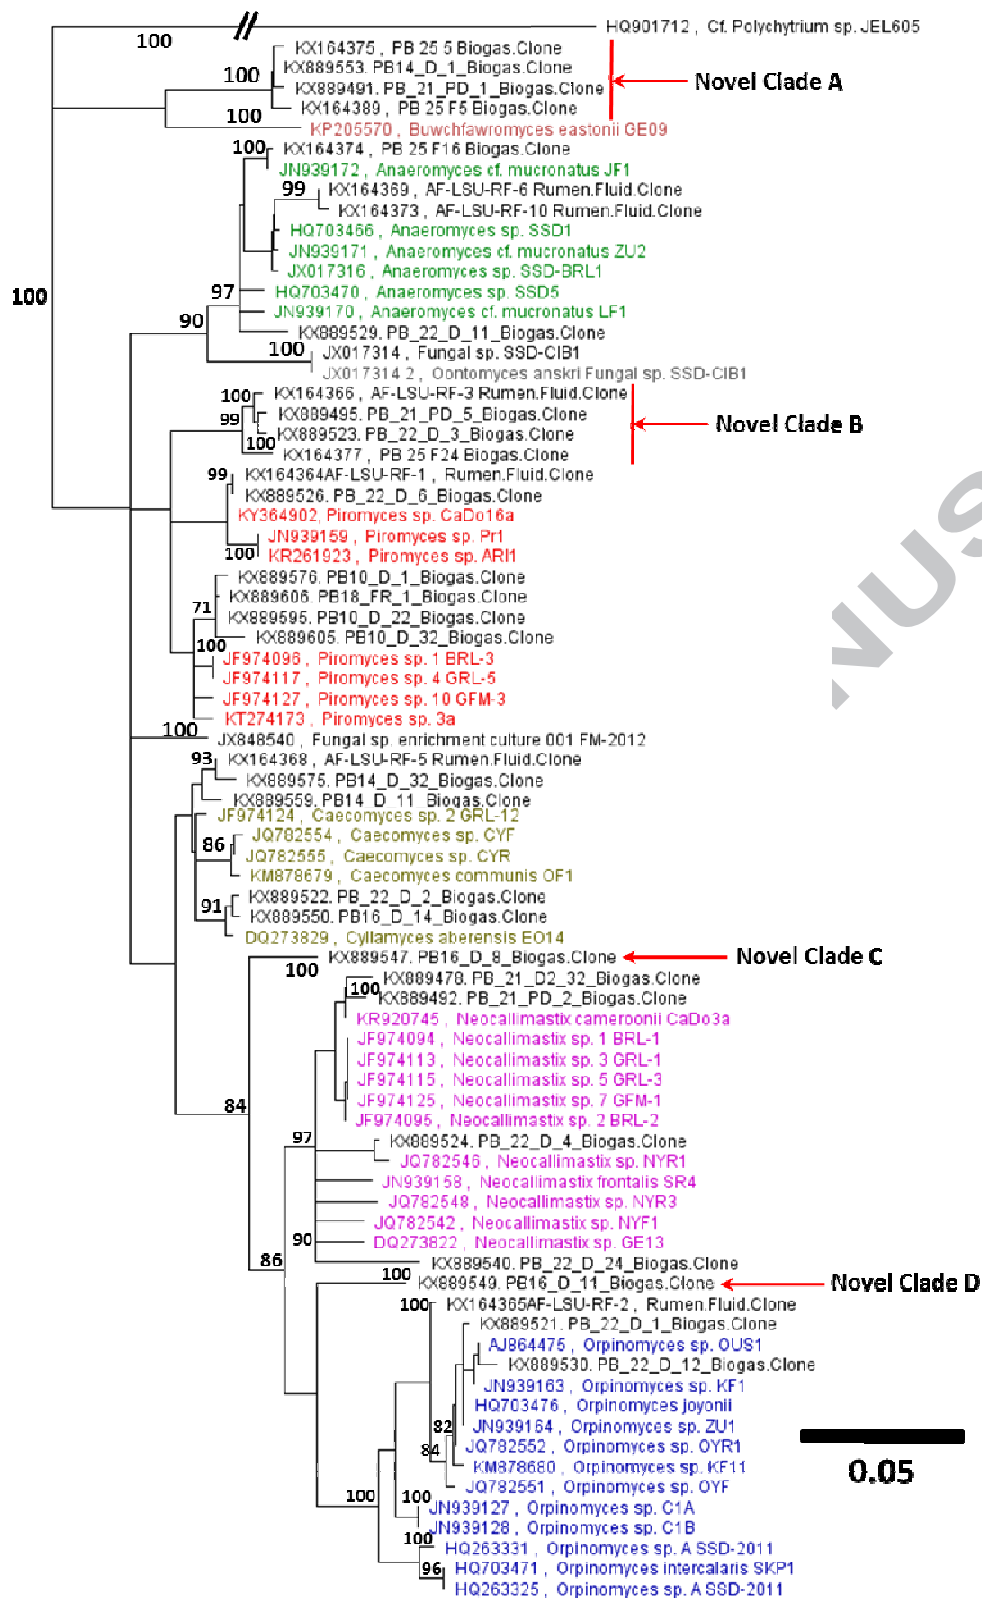 HQ901712 , Cf. Polychytrium sp. JEL605
100
KX164375 , PB 25 5 Biogas.Clone
KX889553. PB14_D_1_Biogas.Clone
100
KX889491. PB_21_PD_1_Biogas.Clone
Novel Clade A
KX164389 , PB 25 F5 Biogas.Clone
100
KP205570 , Buwchfawromyces eastonii GE09
KX164374 , PB 25 F16 Biogas.Clone
100
JN939172 , Anaeromyces cf. mucronatus JF1
99
KX164369 , AF-LSU-RF-6 Rumen.Fluid.Clone
KX164373 , AF-LSU-RF-10 Rumen.Fluid.Clone
HQ703466 , Anaeromyces sp. SSD1
JN939171 , Anaeromyces cf. mucronatus ZU2
JX017316 , Anaeromyces sp. SSD-BRL1
100
97
HQ703470 , Anaeromyces sp. SSD5
JN939170 , Anaeromyces cf. mucronatus LF1
90
KX889529. PB_22_D_11_Biogas.Clone
100
JX017314 , Fungal sp. SSD-CIB1
JX017314 2 , Oontomyces anskri Fungal sp. SSD-CIB1
100
KX164366 , AF-LSU-RF-3 Rumen.Fluid.Clone
99
KX889495. PB_21_PD_5_Biogas.Clone
Novel Clade B
KX889523. PB_22_D_3_Biogas.Clone
100
KX164377 , PB 25 F24 Biogas.Clone
99
KX164364AF-LSU-RF-1 , Rumen.Fluid.Clone
KX889526. PB_22_D_6_Biogas.Clone
KY364902, Piromyces sp. CaDo16a
JN939159 , Piromyces sp. Pr1
100
KR261923 , Piromyces sp. ARI1
KX889576. PB10_D_1_Biogas.Clone
KX889606. PB18_FR_1_Biogas.Clone
71
KX889595. PB10_D_22_Biogas.Clone
KX889605. PB10_D_32_Biogas.Clone
100
JF974096 , Piromyces sp. 1 BRL-3
JF974117 , Piromyces sp. 4 GRL-5
JF974127 , Piromyces sp. 10 GFM-3
KT274173 , Piromyces sp. 3a
100
JX848540 , Fungal sp. enrichment culture 001 FM-2012
93
KX164368 , AF-LSU-RF-5 Rumen.Fluid.Clone
KX889575. PB14_D_32_Biogas.Clone
KX889559. PB14_D_11_Biogas.Clone
JF974124 , Caecomyces sp. 2 GRL-12
JQ782554 , Caecomyces sp. CYF
86
JQ782555 , Caecomyces sp. CYR
KM878679 , Caecomyces communis OF1
KX889522. PB_22_D_2_Biogas.Clone
91
KX889550. PB16_D_14_Biogas.Clone
DQ273829 , Cyllamyces aberensis EO14
KX889547. PB16_D_8_Biogas.Clone
Novel Clade C
100
KX889478. PB_21_D2_32_Biogas.Clone
100
KX889492. PB_21_PD_2_Biogas.Clone
KR920745 , Neocallimastix cameroonii CaDo3a
JF974094 , Neocallimastix sp. 1 BRL-1
JF974113 , Neocallimastix sp. 3 GRL-1
JF974115 , Neocallimastix sp. 5 GRL-3
JF974125 , Neocallimastix sp. 7 GFM-1
84
JF974095 , Neocallimastix sp. 2 BRL-2
97
KX889524. PB_22_D_4_Biogas.Clone
JQ782546 , Neocallimastix sp. NYR1
JN939158 , Neocallimastix frontalis SR4
JQ782548 , Neocallimastix sp. NYR3
JQ782542 , Neocallimastix sp. NYF1
90
DQ273822 , Neocallimastix sp. GE13
86
KX889540. PB_22_D_24_Biogas.Clone
100
KX889549. PB16_D_11_Biogas.Clone
Novel Clade D
100
KX164365AF-LSU-RF-2 , Rumen.Fluid.Clone
KX889521. PB_22_D_1_Biogas.Clone
AJ864475 , Orpinomyces sp. OUS1
KX889530. PB_22_D_12_Biogas.Clone
JN939163 , Orpinomyces sp. KF1
HQ703476 , Orpinomyces joyonii
82
JN939164 , Orpinomyces sp. ZU1
84
JQ782552 , Orpinomyces sp. OYR1
KM878680 , Orpinomyces sp. KF11
0.05
JQ782551 , Orpinomyces sp. OYF
100
100
JN939127 , Orpinomyces sp. C1A
JN939128 , Orpinomyces sp. C1B
100
HQ263331 , Orpinomyces sp. A SSD-2011
96
HQ703471 , Orpinomyces intercalaris SKP1
HQ263325 , Orpinomyces sp. A SSD-2011
NUS